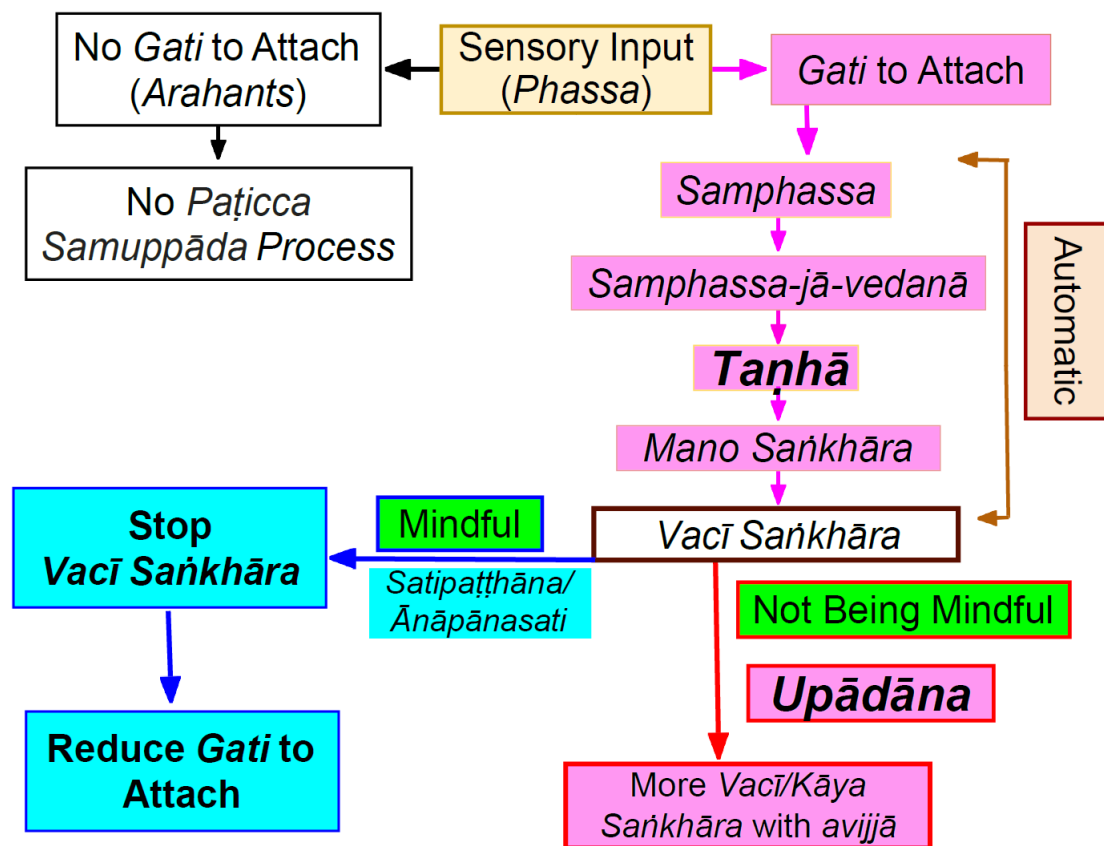 No Gati to Attach
(Arahants)
Sensory Input
(Phassa)
Gati to Attach
No Paṭicca
Samuppāda Process
Samphassa
Samphassa-jā-vedanā
Taṇhā
Mano Saṅkhāra
Automatic
Vacī Saṅkhāra
Mindful
Satipaṭṭhāna/
Ānāpānasati
Stop
Vacī Saṅkhāra
Reduce Gati to
Attach
Not Being Mindful
Upādāna
More Vacī/Kāya
Saṅkhāra with avijjā